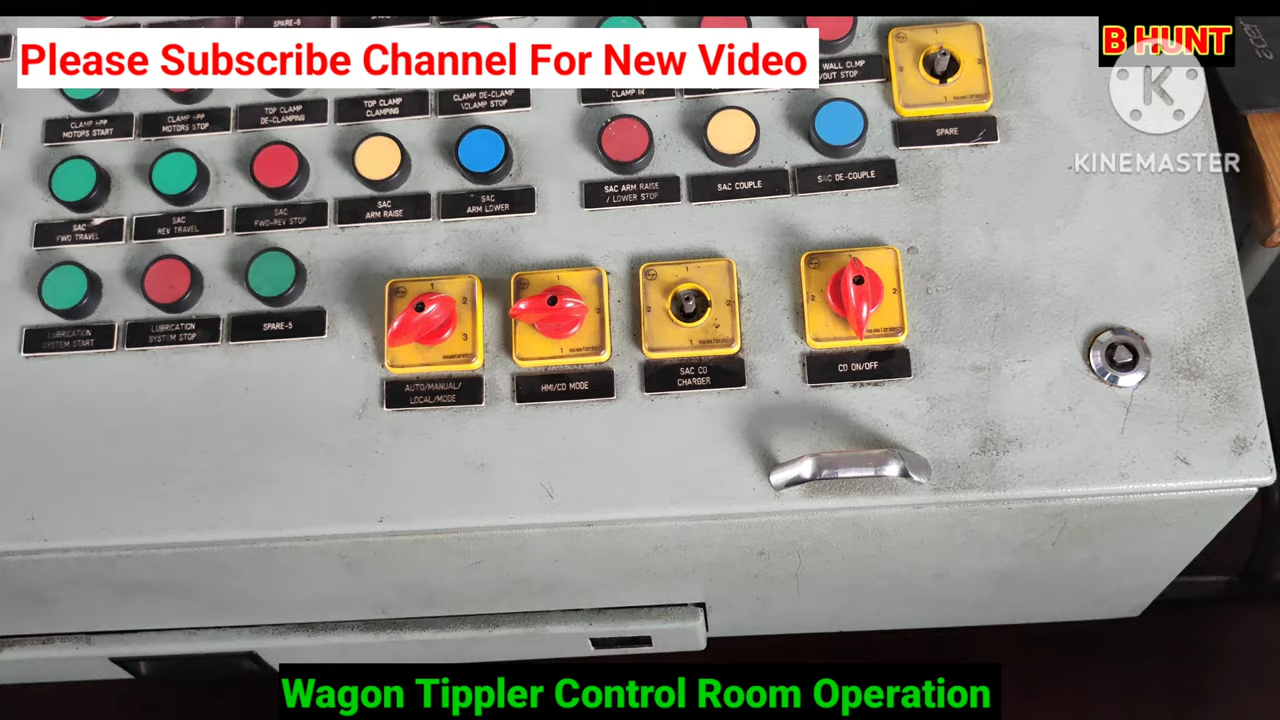 SPARE-6
Please Subscribe Channel For New Video
B HUNT
K
KINEMASTER
WALL CLMP
/OUT STOP
CLAMP HPP
MOTORS START
CLAMP HPP
MOTORS STOP
TOP CLAMP
DE-CLAMPING
TOP CLAMP
CLAMPING
CLAMP DE-CLAMP
\CLAMP STOP
CLAMP IN
SPARE
SAC
FWD TRAVEL
SAC
REV TRAVEL
SAC
FWD-REV STOP
SAC
ARM RAISE
SAC
ARM LOWER
SAC ARM RAISE
/ LOWER STOP
SAC COUPLE
SAC DE-COUPLE
LUBRICATION
SYSTEM START
LUBRICATION
SYSTEM STOP
SPARE-5
AUTO/MANUAL/
LOCAL/MODE
HMI/CD MODE
SAC CD
CHARGER
CD ON/OFF
Wagon Tippler Control Room Operation